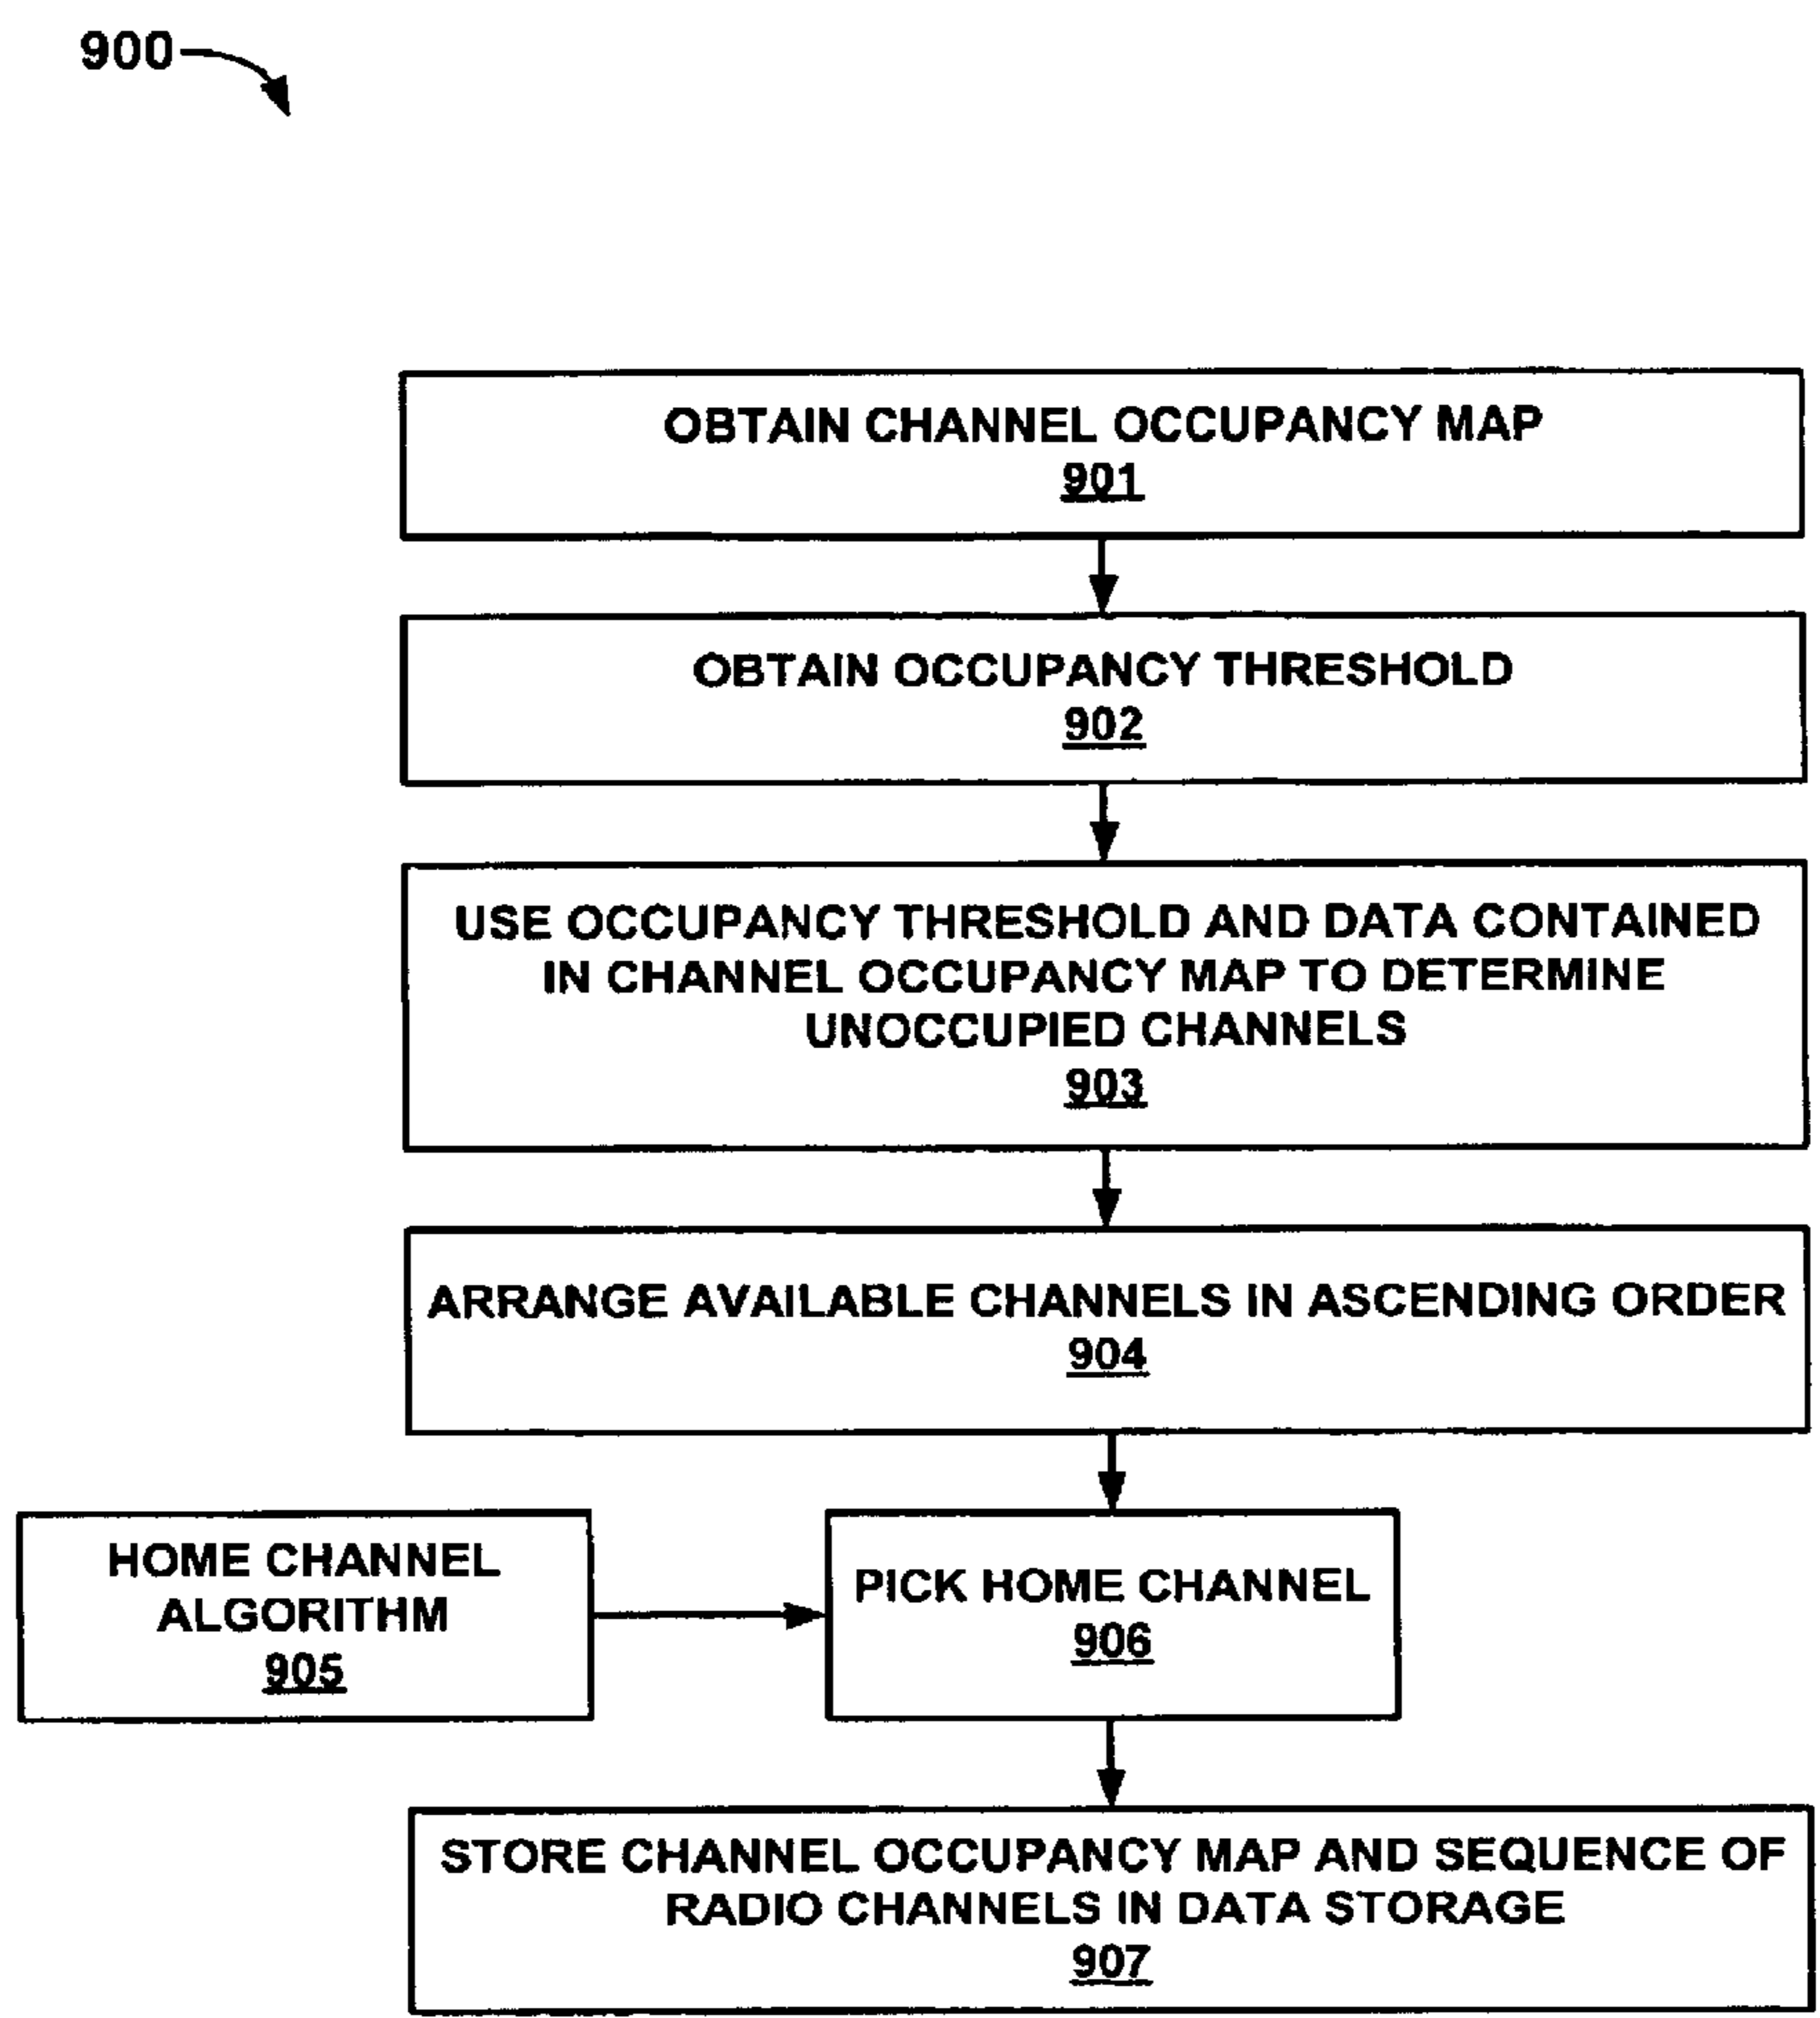 900
OBTAIN CHANNEL OCCUPANCY MAP
901
OBTAIN OCCUPANCY THRESHOLD
902
USE OCCUPANCY THRESHOLD AND DATA CONTAINED
IN CHANNEL OCCUPANCY MAP TO DETERMINE
UNOCCUPIED CHANNELS
903
ARRANGE AVAILABLE CHANNELS IN ASCENDING ORDER
904
HOME CHANNEL
ALGORITHM
905
PICK HOME CHANNEL
906
STORE CHANNEL OCCUPANCY MAP AND SEQUENCE OF
RADIO CHANNELS IN DATA STORAGE
907